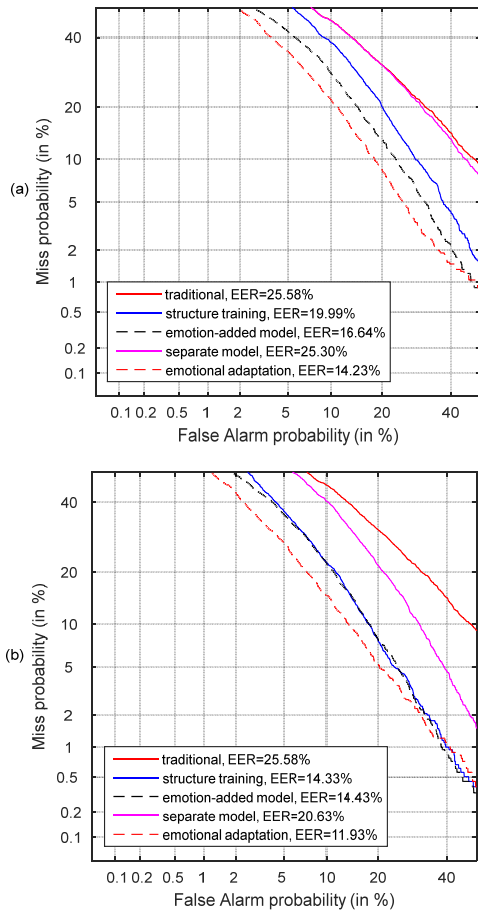 (a)
Miss probability (in %)
40
20
10
5
2
1
0.5
0.2
0.1
traditional, EER=25.58%
structure training, EER=19.99%
emotion-added model, EER=16.64%
separate model, EER=25.30%
emotional adaptation, EER=14.23%
0.1 0.2 0.5 1 2 5 10 20 40
False Alarm probability (in %)
(b)
Miss probability (in %)
40
20
10
5
2
1
0.5
0.2
0.1
traditional, EER=25.58%
structure training, EER=14.33%
emotion-added model, EER=14.43%
separate model, EER=20.63%
emotional adaptation, EER=11.93%
0.1 0.2 0.5 1 2 5 10 20 40
False Alarm probability (in %)